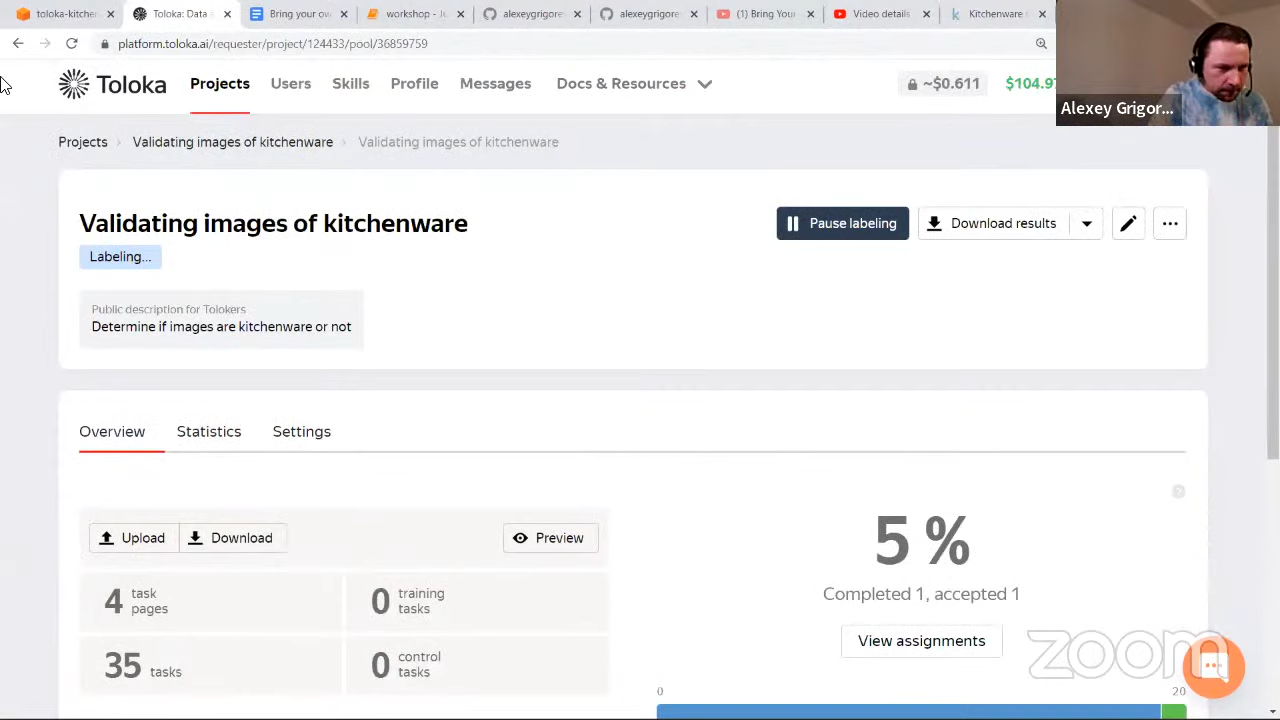 toloka-kitchen
Toloka: Data s
Bring your ow
workshop - Ju
alexeygrigore
alexeygrigore
(1) Bring Your
Video details
Kitchenware
platform.toloka.ai/requester/project/124433/pool/36859759
Toloka
Projects
Users
Skills
Profile
Messages
Docs & Resources
~$0.611
$104.97
Alexey Grigor...
Projects
Validating images of kitchenware
Validating images of kitchenware
Validating images of kitchenware
Pause labeling
Download results
Labeling...
Public description for Tolokers
Determine if images are kitchenware or not
Overview
Statistics
Settings
?
Upload
Download
Preview
5 %
4 task pages
0 training tasks
Completed 1, accepted 1
View assignments
35 tasks
0 control tasks
zoom
0
20